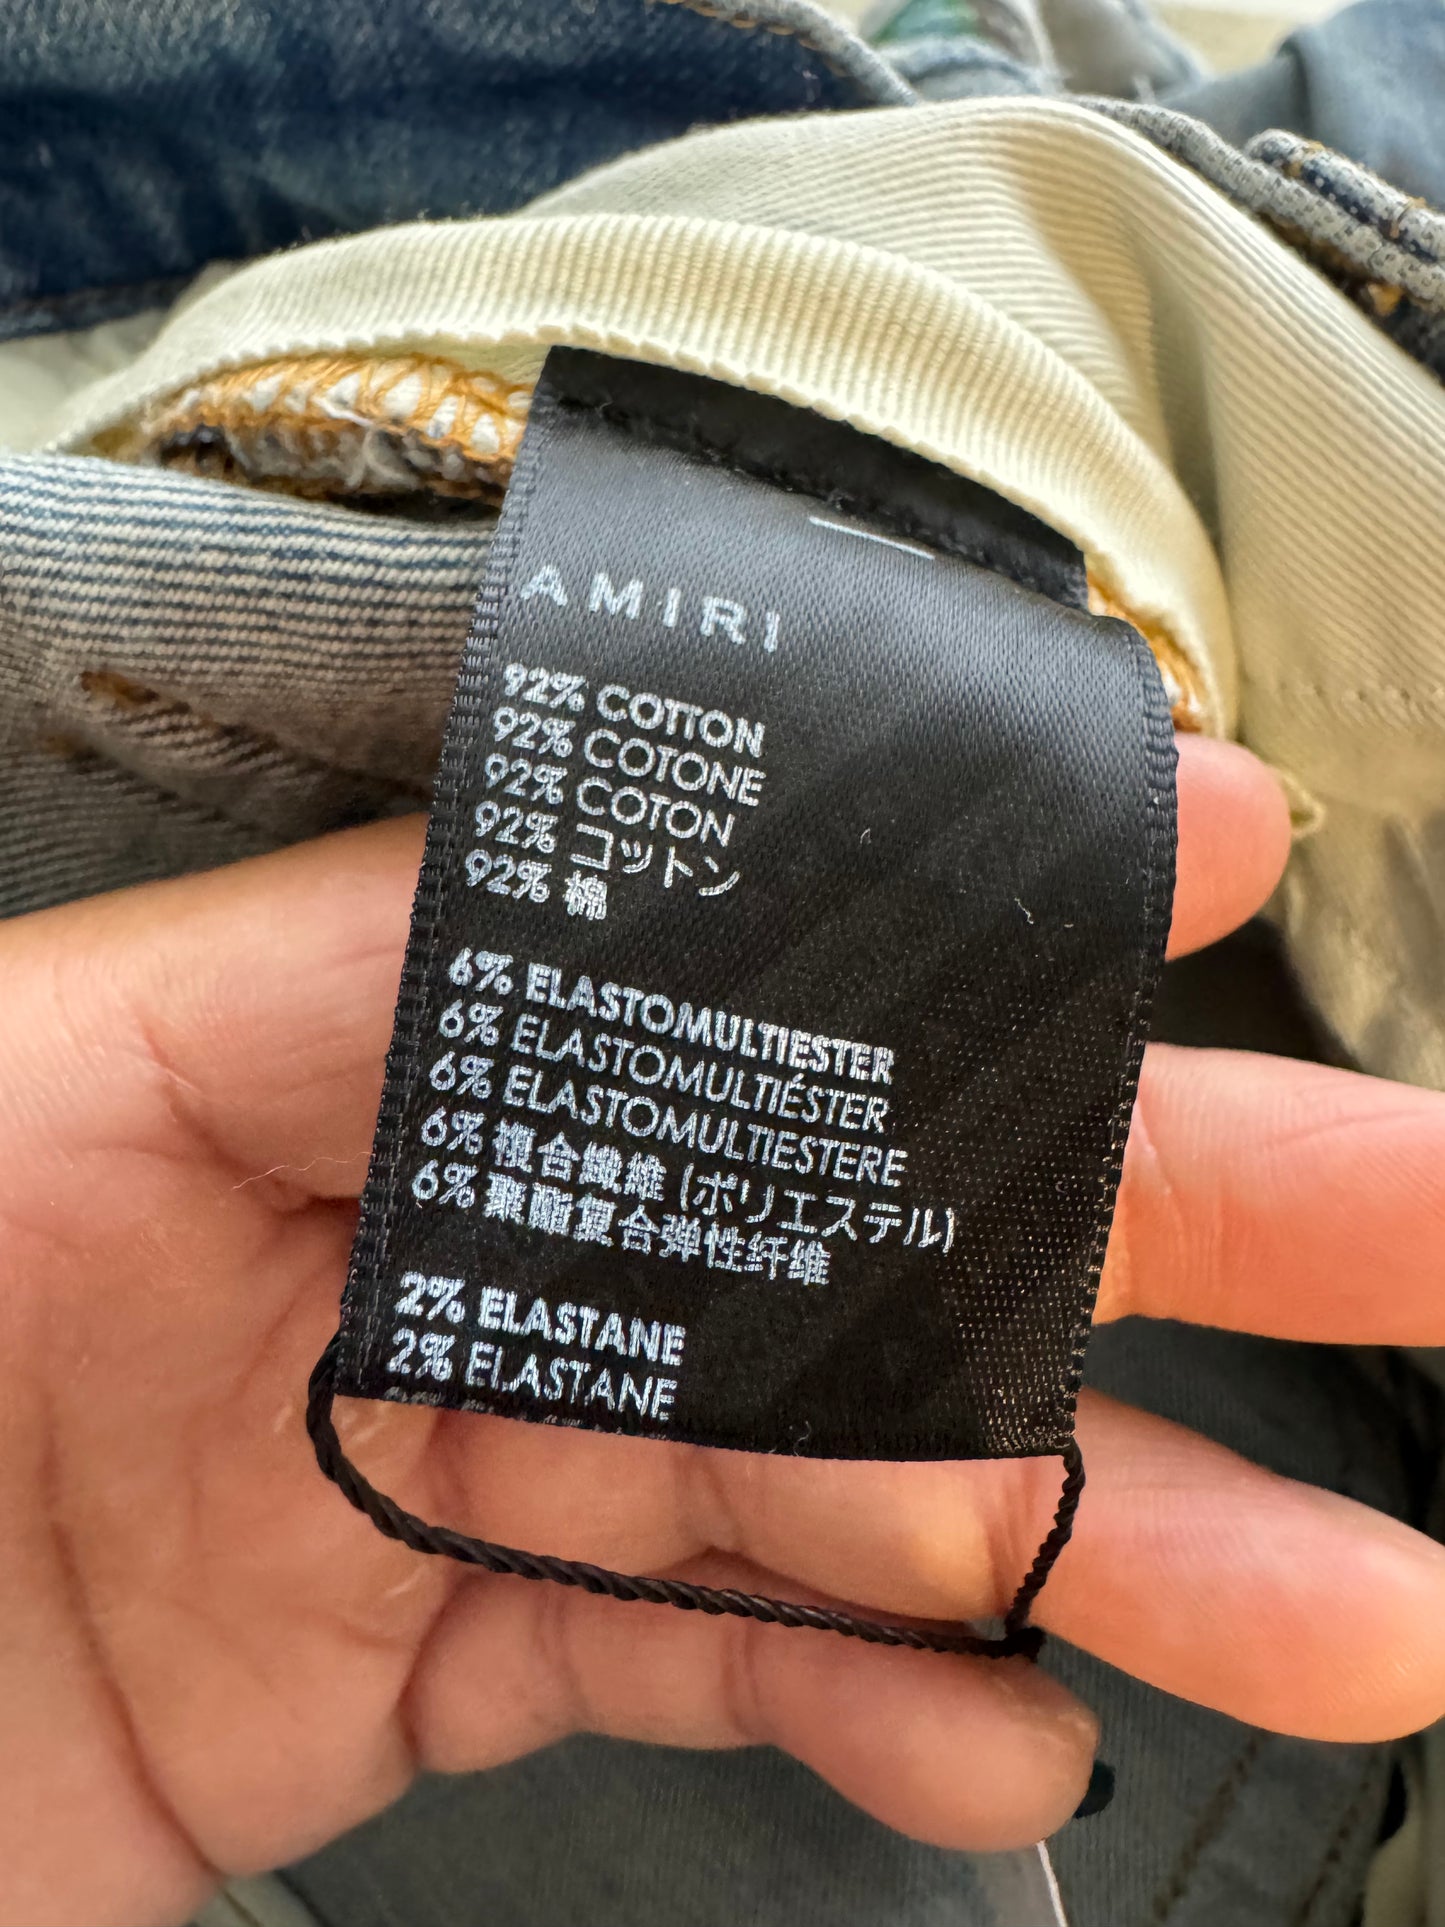 AMIRI
92% COTTON
92% COTONE
92% COTON
92% コットン
92% 棉
6% ELASTOMULTIESTER
6% ELASTOMULTIÉSTER
6% ELASTOMULTIESTERE
6% 複合繊維 (ポリエステル)
6% 聚酯复合弹性纤维
2% ELASTANE
2% ELASTANE